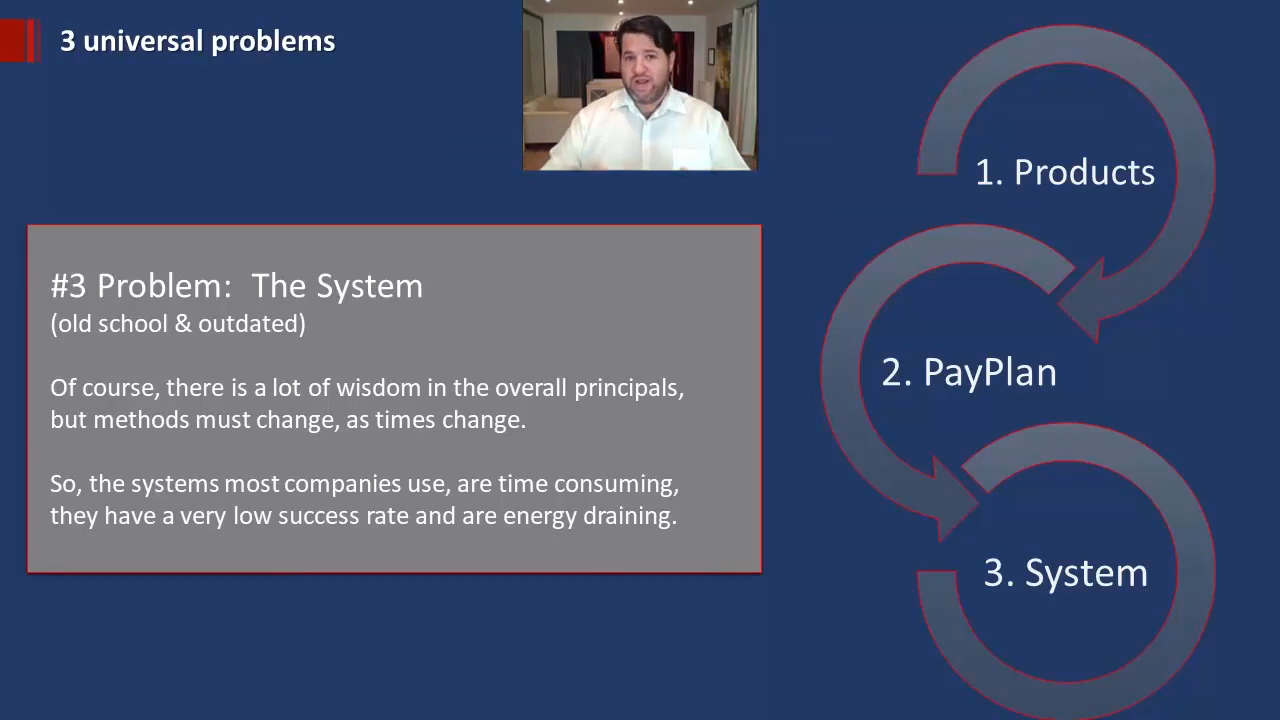 3 universal problems
1. Products
#3 Problem:  The System
(old school & outdated)
Of course, there is a lot of wisdom in the overall principals,
but methods must change, as times change.
So, the systems most companies use, are time consuming,
they have a very low success rate and are energy draining.
2. PayPlan
3. System